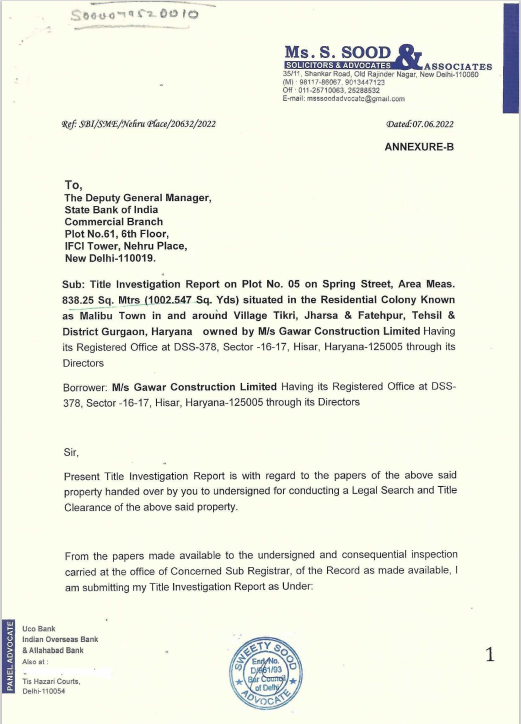 S000079520010
Ms. S. SOOD & ASSOCIATES
SOLICITORS & ADVOCATES
35/11, Shankar Road, Old Rajinder Nagar, New Delhi-110060
(M) : 98117-86067, 9013447123
Off : 011-25710063, 25288532
E-mail: mssoodadvocate@gmail.com
Ref: SBI/SME/Nehru Place/20632/2022
Dated:07.06.2022
ANNEXURE-B
To,
The Deputy General Manager,
State Bank of India
Commercial Branch
Plot No.61, 6th Floor,
IFCI Tower, Nehru Place,
New Delhi-110019.
Sub: Title Investigation Report on Plot No. 05 on Spring Street, Area Meas.
838.25 Sq. Mtrs (1002.547 Sq. Yds) situated in the Residential Colony Known
as Malibu Town in and around Village Tikri, Jharsa & Fatehpur, Tehsil &
District Gurgaon, Haryana owned by M/s Gawar Construction Limited Having
its Registered Office at DSS-378, Sector -16-17, Hisar, Haryana-125005 through its
Directors
Borrower: M/s Gawar Construction Limited Having its Registered Office at DSS-
378, Sector -16-17, Hisar, Haryana-125005 through its Directors
Sir,
Present Title Investigation Report is with regard to the papers of the above said
property handed over by you to undersigned for conducting a Legal Search and Title
Clearance of the above said property.
From the papers made available to the undersigned and consequential inspection
carried at the office of Concerned Sub Registrar, of the Record as made available, I
am submitting my Title Investigation Report as Under:
PANEL ADVOCATE
Uco Bank
Indian Overseas Bank
& Allahabad Bank
Also at :
Tis Hazari Courts,
Delhi-110054
SWEETY SOOD
Enrl No.
D/661/93
Bar Council
of Delhi
ADVOCATE
1